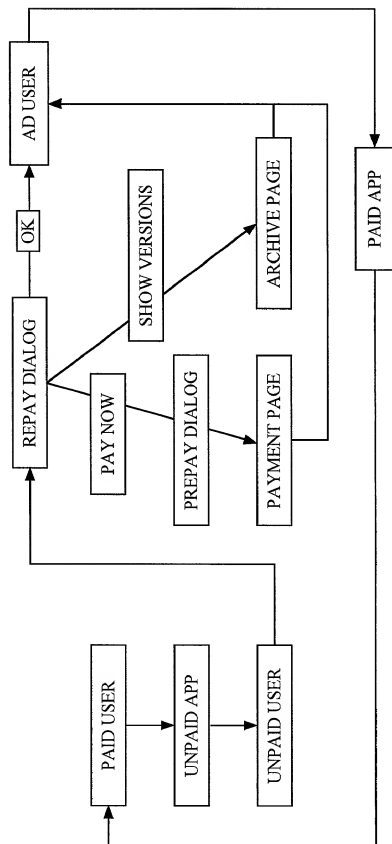 PAID USER
UNPAID APP
UNPAID USER
REPAY DIALOG
PAY NOW
PREPAY DIALOG
PAYMENT PAGE
OK
SHOW VERSIONS
AD USER
ARCHIVE PAGE
PAID APP